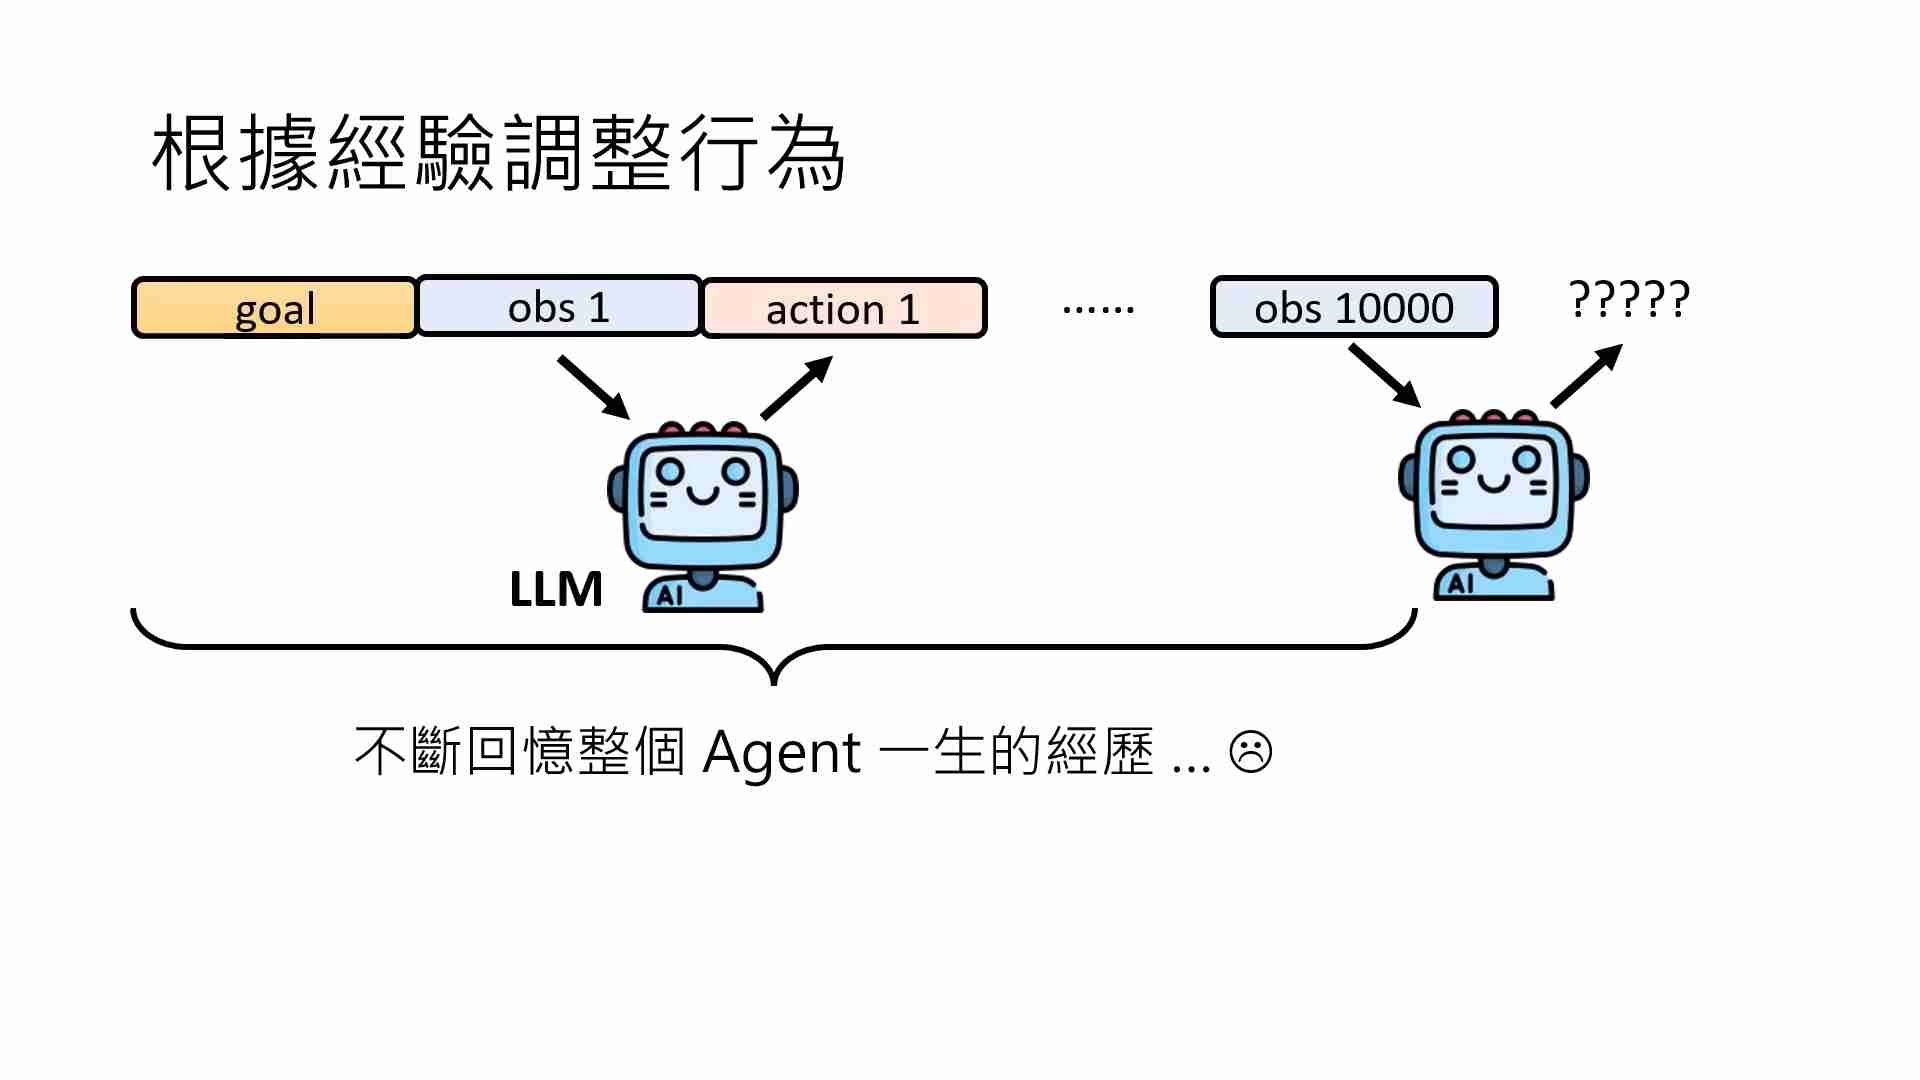 根據經驗調整行為
goal obs 1 action 1 …… obs 10000 ?????
LLM
AI AI
不斷回憶整個 Agent 一生的經歷 … ☹